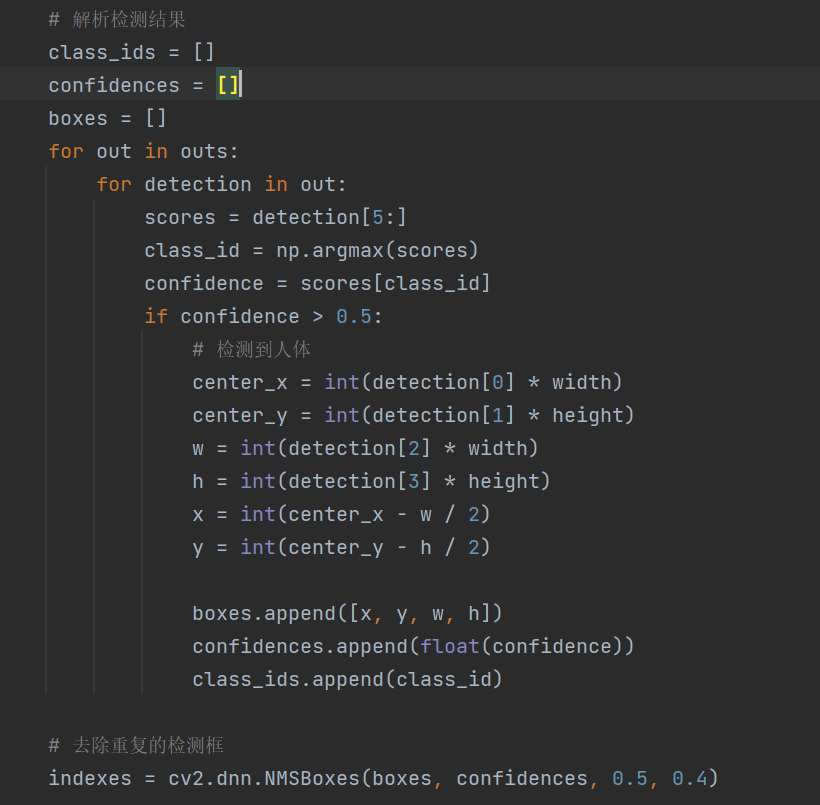 # 解析检测结果
class_ids = []
confidences = []
boxes = []
for out in outs:
    for detection in out:
        scores = detection[5:]
        class_id = np.argmax(scores)
        confidence = scores[class_id]
        if confidence > 0.5:
            # 检测到人体
            center_x = int(detection[0] * width)
            center_y = int(detection[1] * height)
            w = int(detection[2] * width)
            h = int(detection[3] * height)
            x = int(center_x - w / 2)
            y = int(center_y - h / 2)

            boxes.append([x, y, w, h])
            confidences.append(float(confidence))
            class_ids.append(class_id)

# 去除重复的检测框
indexes = cv2.dnn.NMSBoxes(boxes, confidences, 0.5, 0.4)